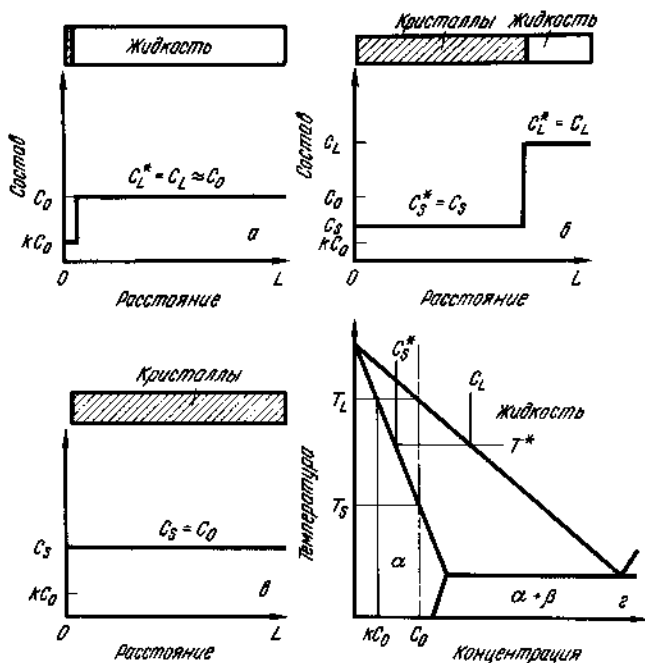 Жидкость
Состав
C_L^* = C_L ≈ C_0
C_0
kC_0
а
0
L
Расстояние
Кристаллы
Жидкость
Состав
C_L^* = C_L
C_L
C_0
C_S^* = C_S
C_S
kC_0
б
0
L
Расстояние
Кристаллы
C_S = C_0
C_S
kC_0
в
0
L
Расстояние
Температура
C_S^*
C_L
T_L
Жидкость
T^*
T_S
α
α + β
г
kC_0
C_0
Концентрация